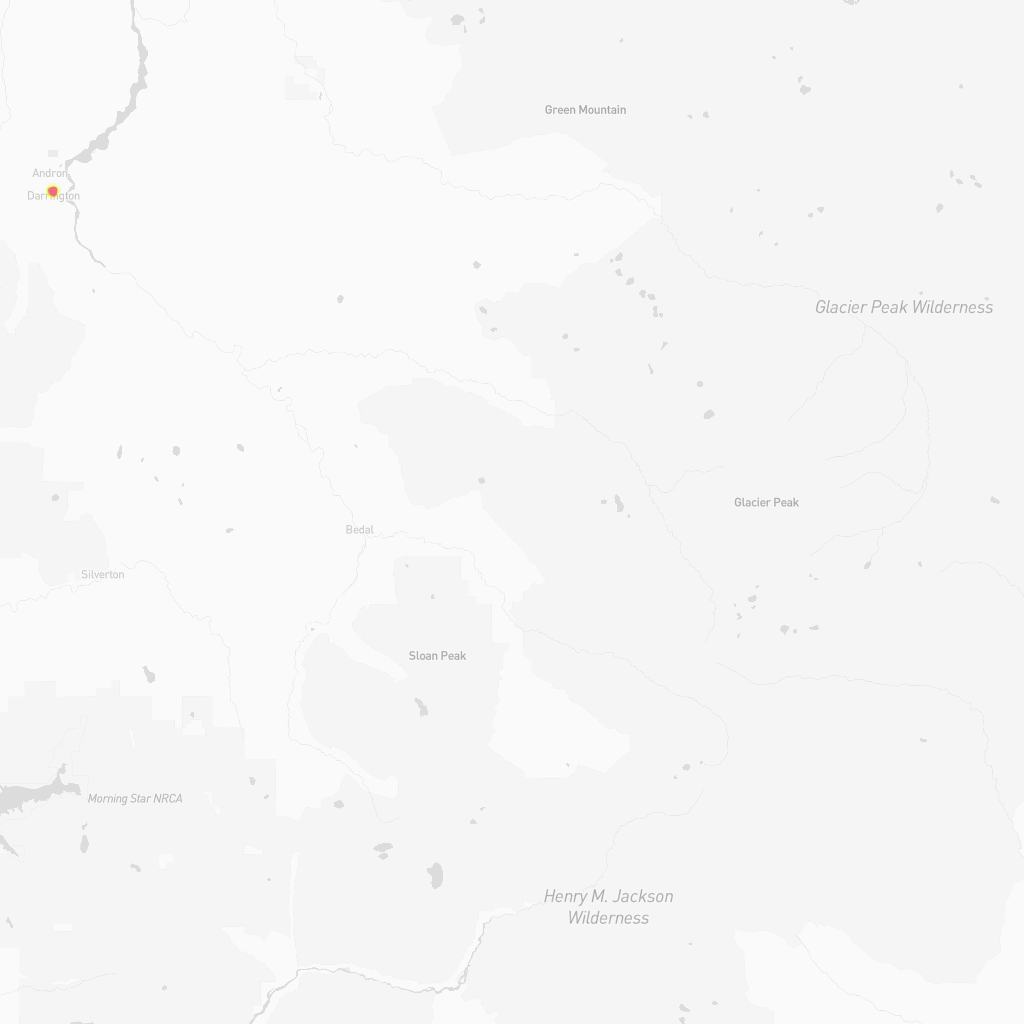 Green Mountain
Andron
Darrington
Glacier Peak Wilderness
Glacier Peak
Bedal
Silverton
Sloan Peak
Morning Star NRCA
Henry M. Jackson
Wilderness